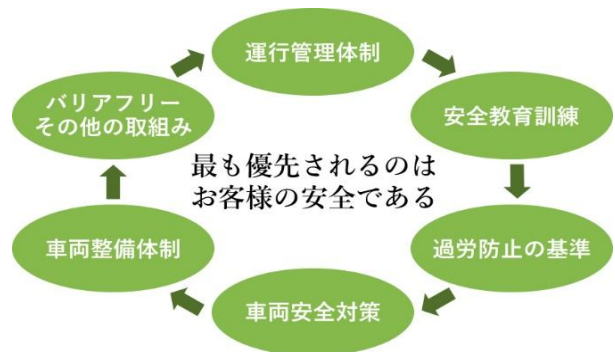 運行管理体制
安全教育訓練
過労防止の基準
車両安全対策
車両整備体制
バリアフリー
その他の取組み
最も優先されるのは
お客様の安全である